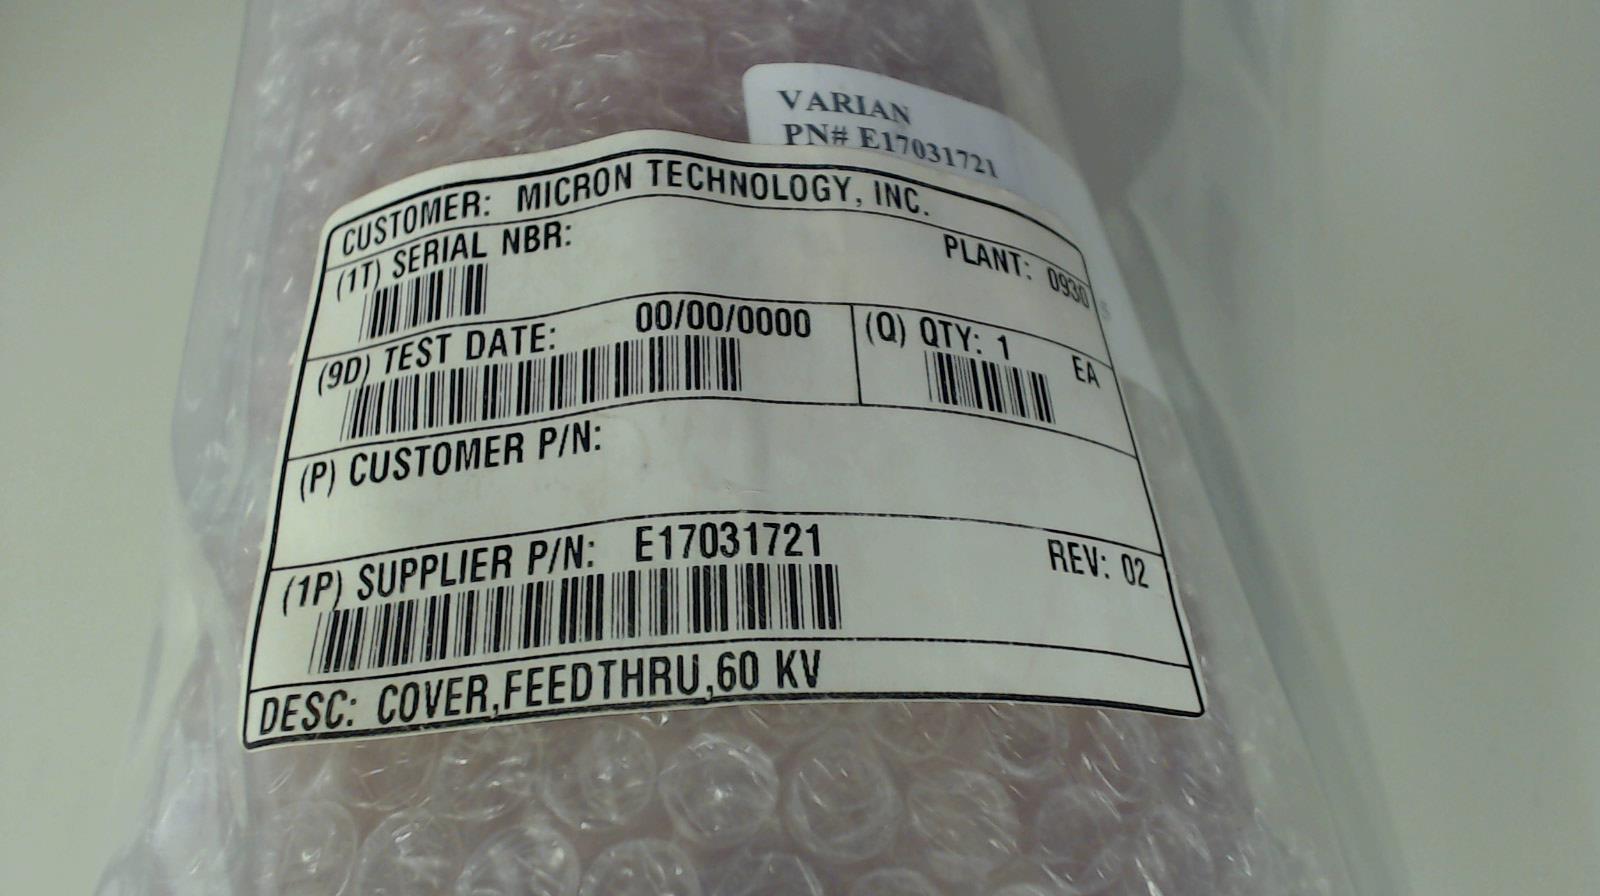 VARIAN
PN# E17031721
CUSTOMER: MICRON TECHNOLOGY, INC.
(1T) SERIAL NBR:
PLANT: 0930
(9D) TEST DATE: 00/00/0000
(Q) QTY: 1 EA
(P) CUSTOMER P/N:
(1P) SUPPLIER P/N: E17031721
REV: 02
DESC: COVER,FEEDTHRU,60 KV